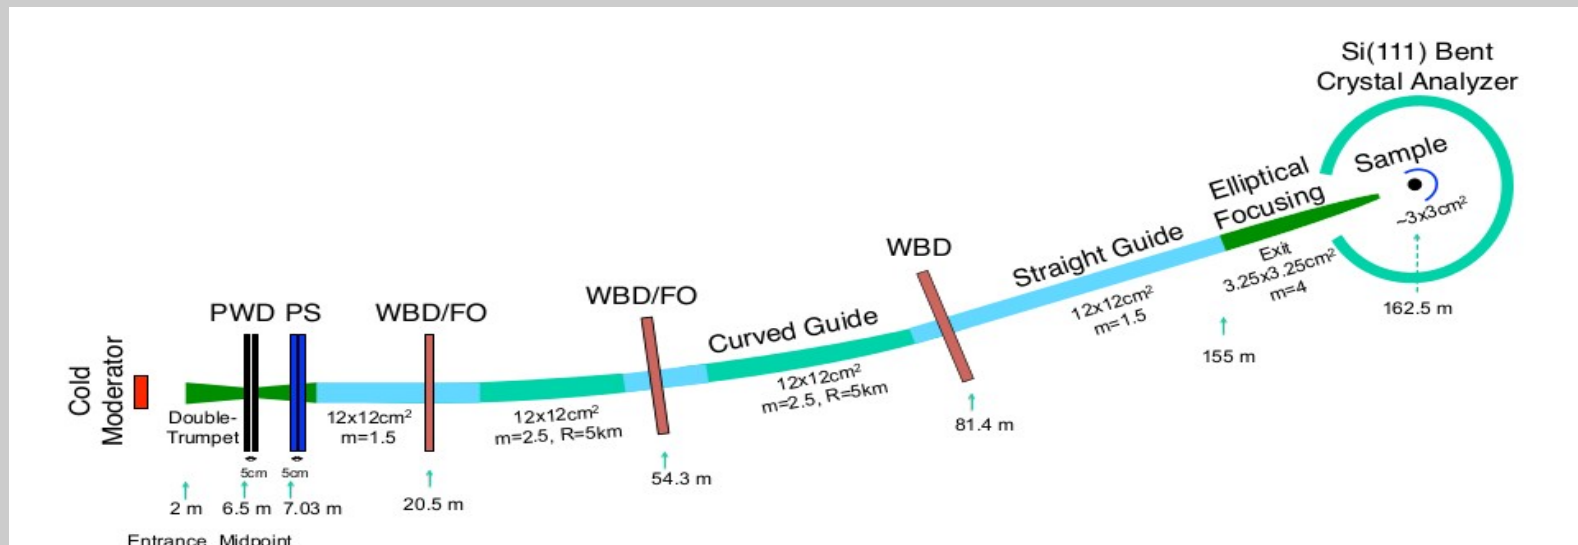 Si(111) Bent
Crystal Analyzer
Sample
~3x3cm²
162.5 m
Elliptical
Focusing
Exit
3.25x3.25cm²
m=4
155 m
Straight Guide
12x12cm²
m=1.5
WBD
81.4 m
Curved Guide
12x12cm²
m=2.5, R=5km
WBD/FO
54.3 m
12x12cm²
m=2.5, R=5km
WBD/FO
20.5 m
12x12cm²
m=1.5
PWD PS
5cm 5cm
6.5 m 7.03 m
Cold
Moderator
Double-
Trumpet
2 m
Entrance Midpoint